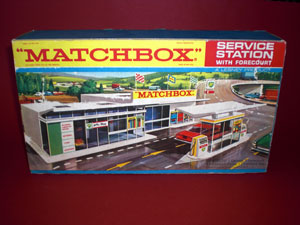 "MATCHBOX"
SERVICE
STATION
WITH FORECOURT
MATCHBOX